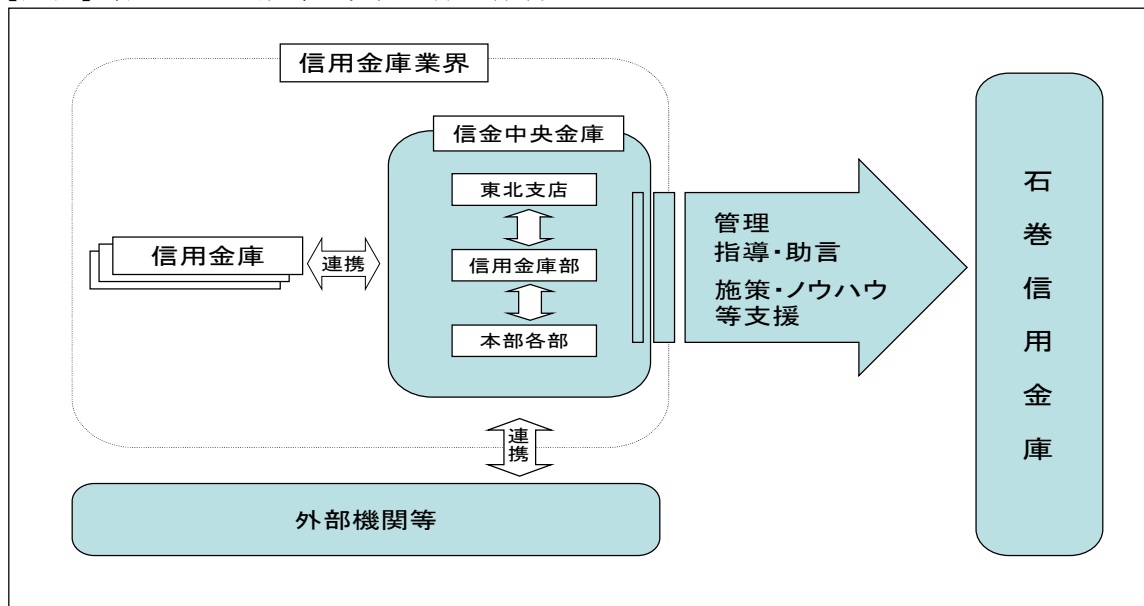 信用金庫業界
信金中央金庫
東北支店
信用金庫
連携
信用金庫部
本部各部
管理
指導・助言
施策・ノウハウ
等支援
石巻信用金庫
連携
外部機関等